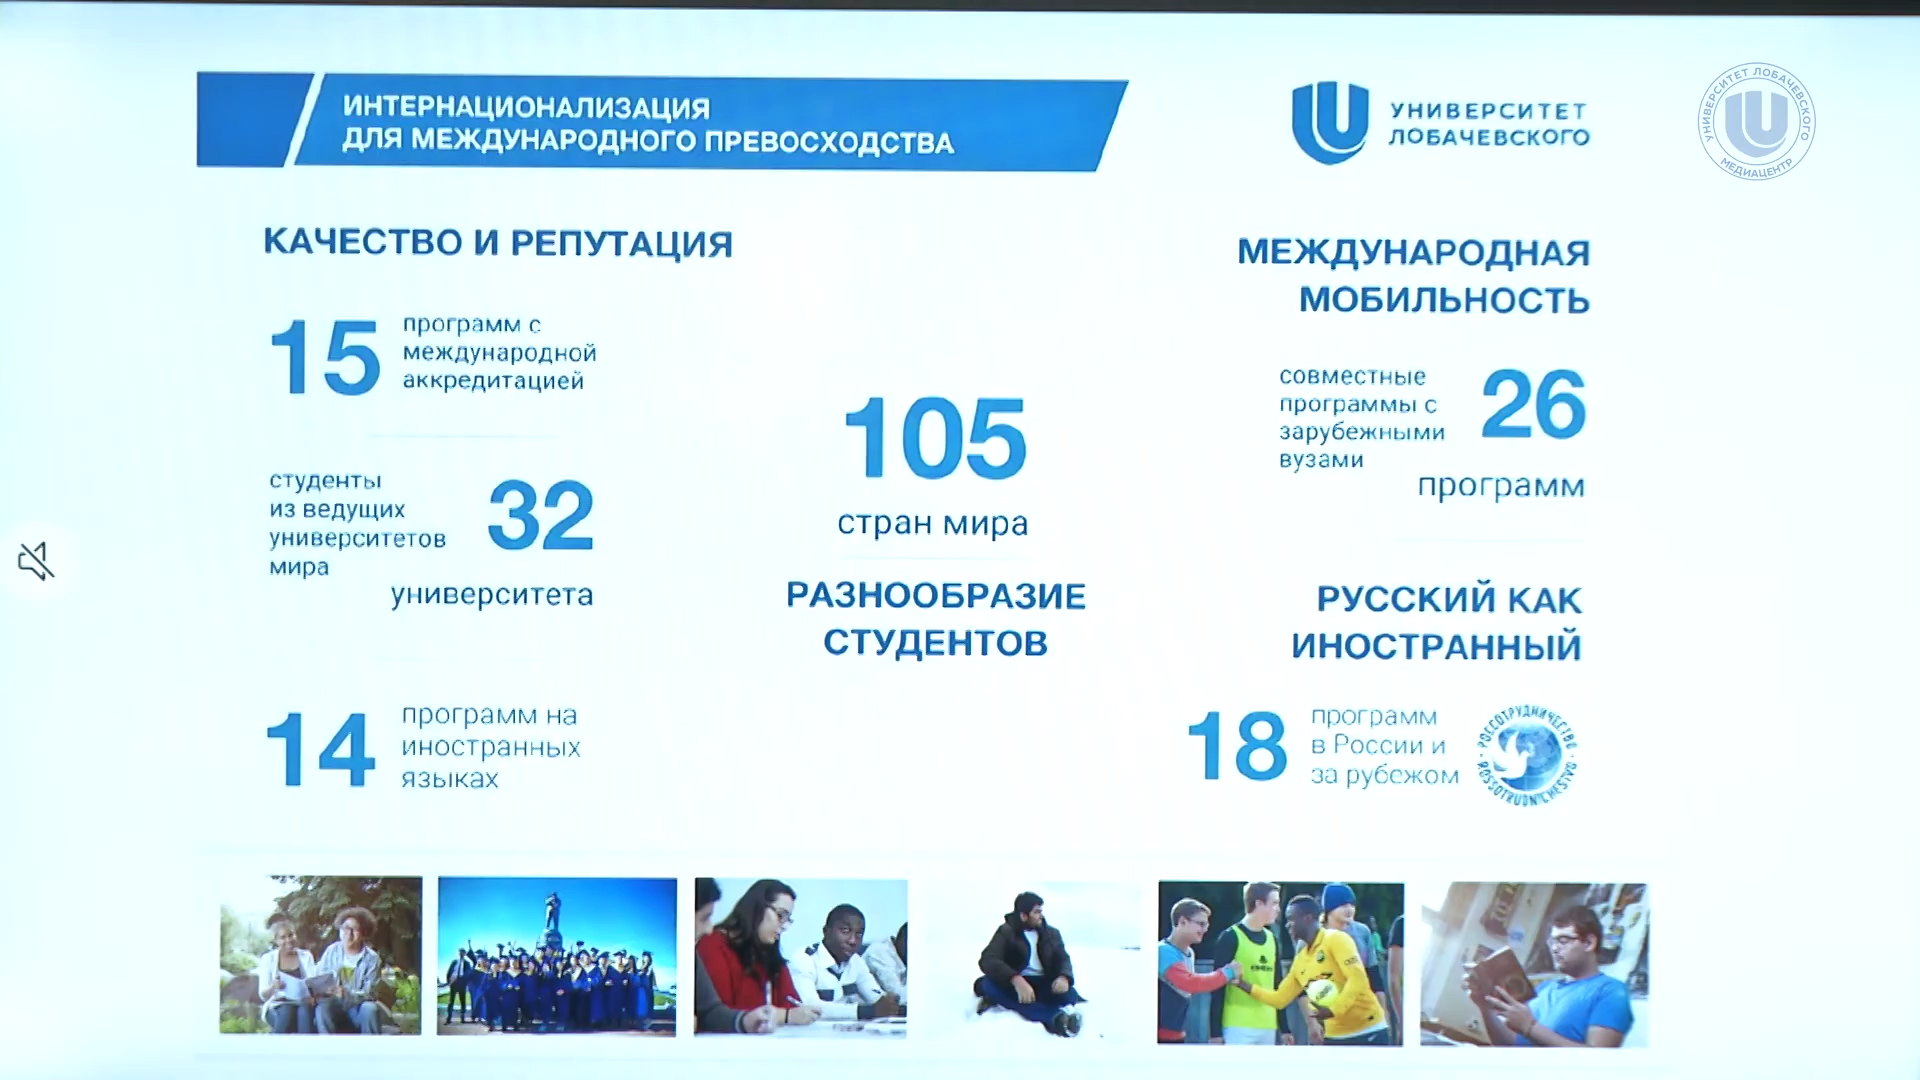 ИНТЕРНАЦИОНАЛИЗАЦИЯ
ДЛЯ МЕЖДУНАРОДНОГО ПРЕВОСХОДСТВА
УНИВЕРСИТЕТ
ЛОБАЧЕВСКОГО
УНИВЕРСИТЕТ ЛОБАЧЕВСКОГО
МЕДИАЦЕНТР
КАЧЕСТВО И РЕПУТАЦИЯ
15
программ с
международной
аккредитацией
студенты
из ведущих
университетов
мира
32
университета
14
программ на
иностранных
языках
105
стран мира
РАЗНООБРАЗИЕ
СТУДЕНТОВ
МЕЖДУНАРОДНАЯ
МОБИЛЬНОСТЬ
совместные
программы с
зарубежными
вузами
26
программ
РУССКИЙ КАК
ИНОСТРАННЫЙ
18
программ
в России и
за рубежом
РОССОТРУДНИЧЕСТВО
ROSSOTRUDNICHESTVO